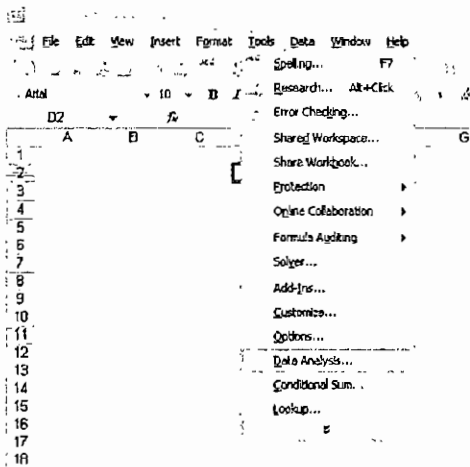 File Edit View Insert Format Tools Data Window Help
Arial 10 B I
D2 fx
A B C G
Spelling... F7
Research... Alt+Click
Error Checking...
Shared Workspace...
Share Workbook...
Protection
Online Collaboration
Formula Auditing
Solver...
Add-Ins...
Customize...
Options...
Data Analysis...
Conditional Sum...
Lookup...
1
2
3
4
5
6
7
8
9
10
11
12
13
14
15
16
17
18